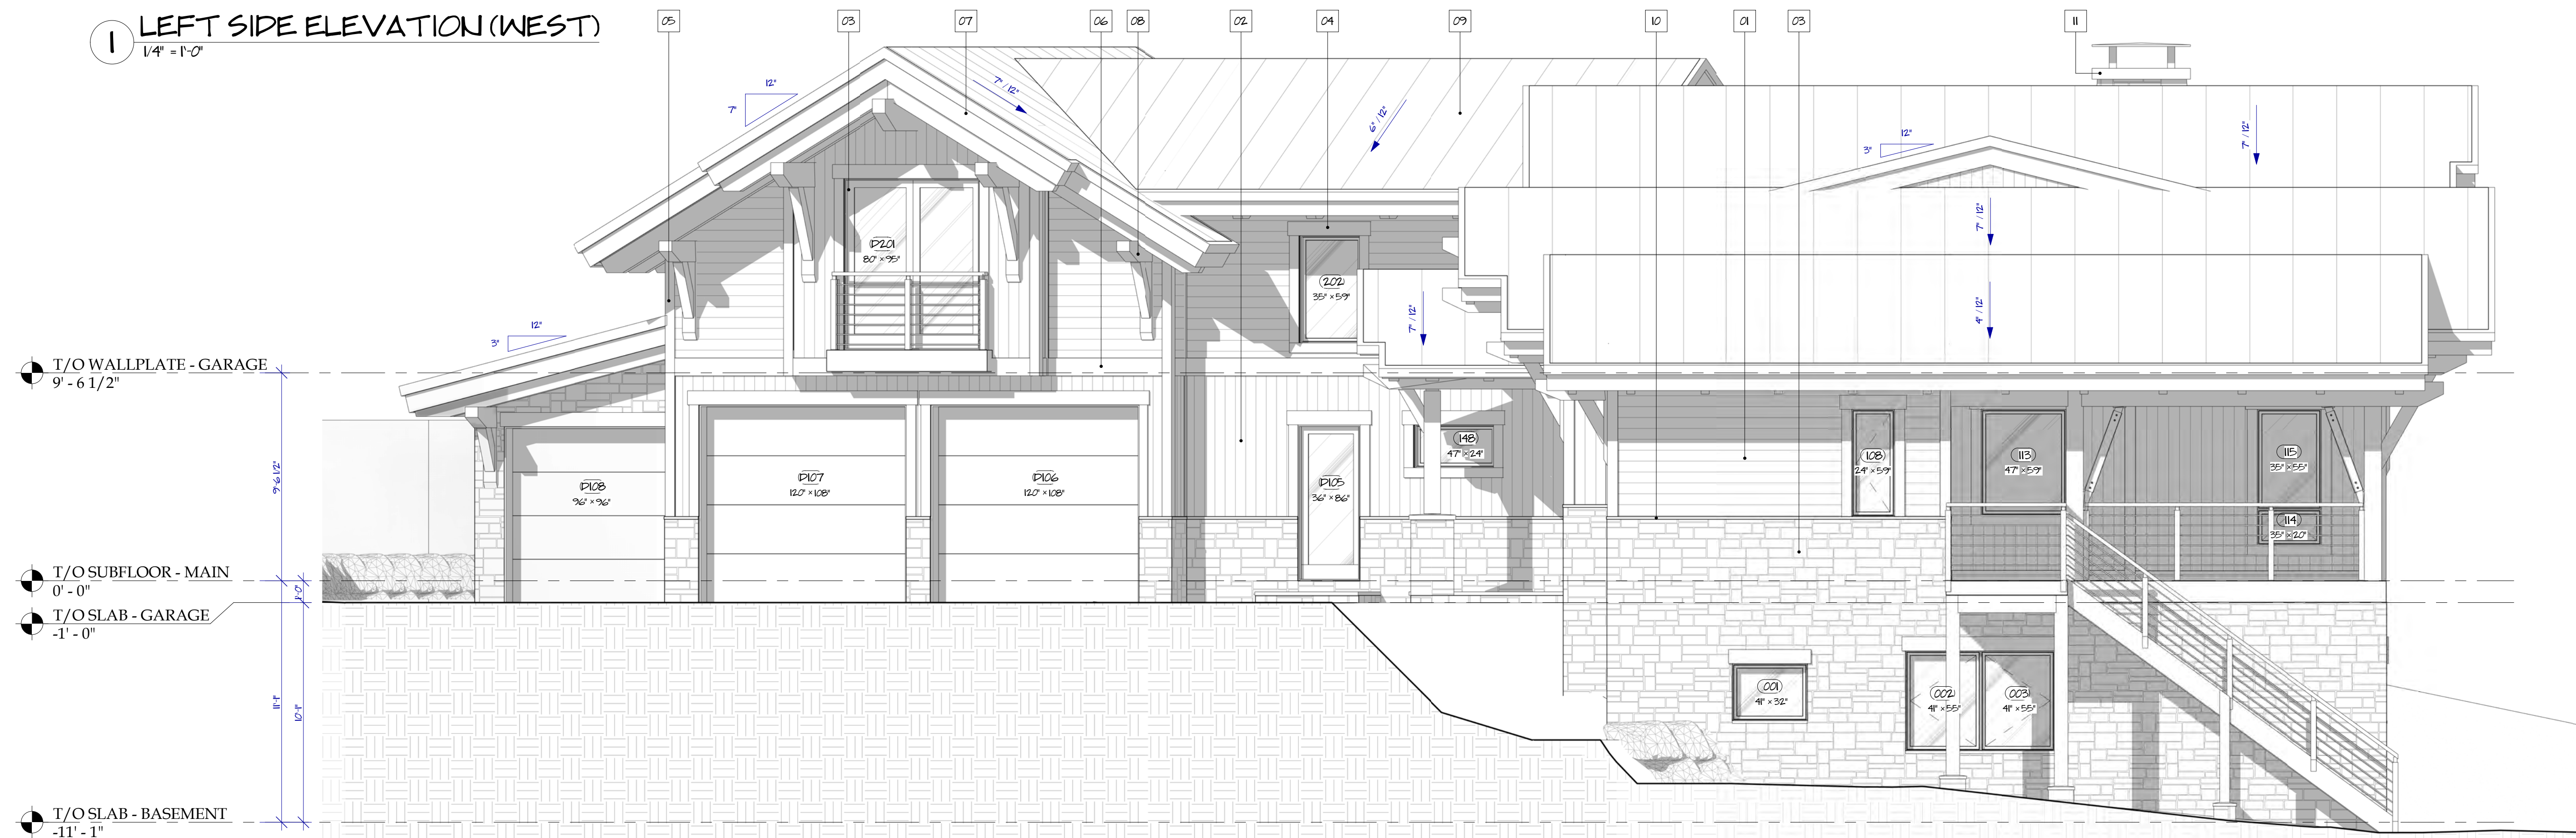 1 LEFT SIDE ELEVATION (WEST)
1/4" = 1'-0"
05 03 07 06 08 02 04 09 10 01 03 11
12"
7"
7" / 12"
6" / 12"
12"
3"
7" / 12"
7" / 12"
4" / 12"
7" / 12"
12"
3"
D201
80" x 95"
202
35" x 59"
T/O WALLPLATE - GARAGE
9' - 6 1/2"
9'-6 1/2"
D108
96" x 96"
D107
120" x 108"
D106
120" x 108"
D105
36" x 86"
148
47" x 24"
108
24" x 59"
113
47" x 59"
115
35" x 55"
114
35" x 20"
T/O SUBFLOOR - MAIN
0' - 0"
1'-0"
T/O SLAB - GARAGE
-1' - 0"
11'-1"
10'-1"
001
41" x 32"
002
41" x 55"
003
41" x 55"
T/O SLAB - BASEMENT
-11' - 1"